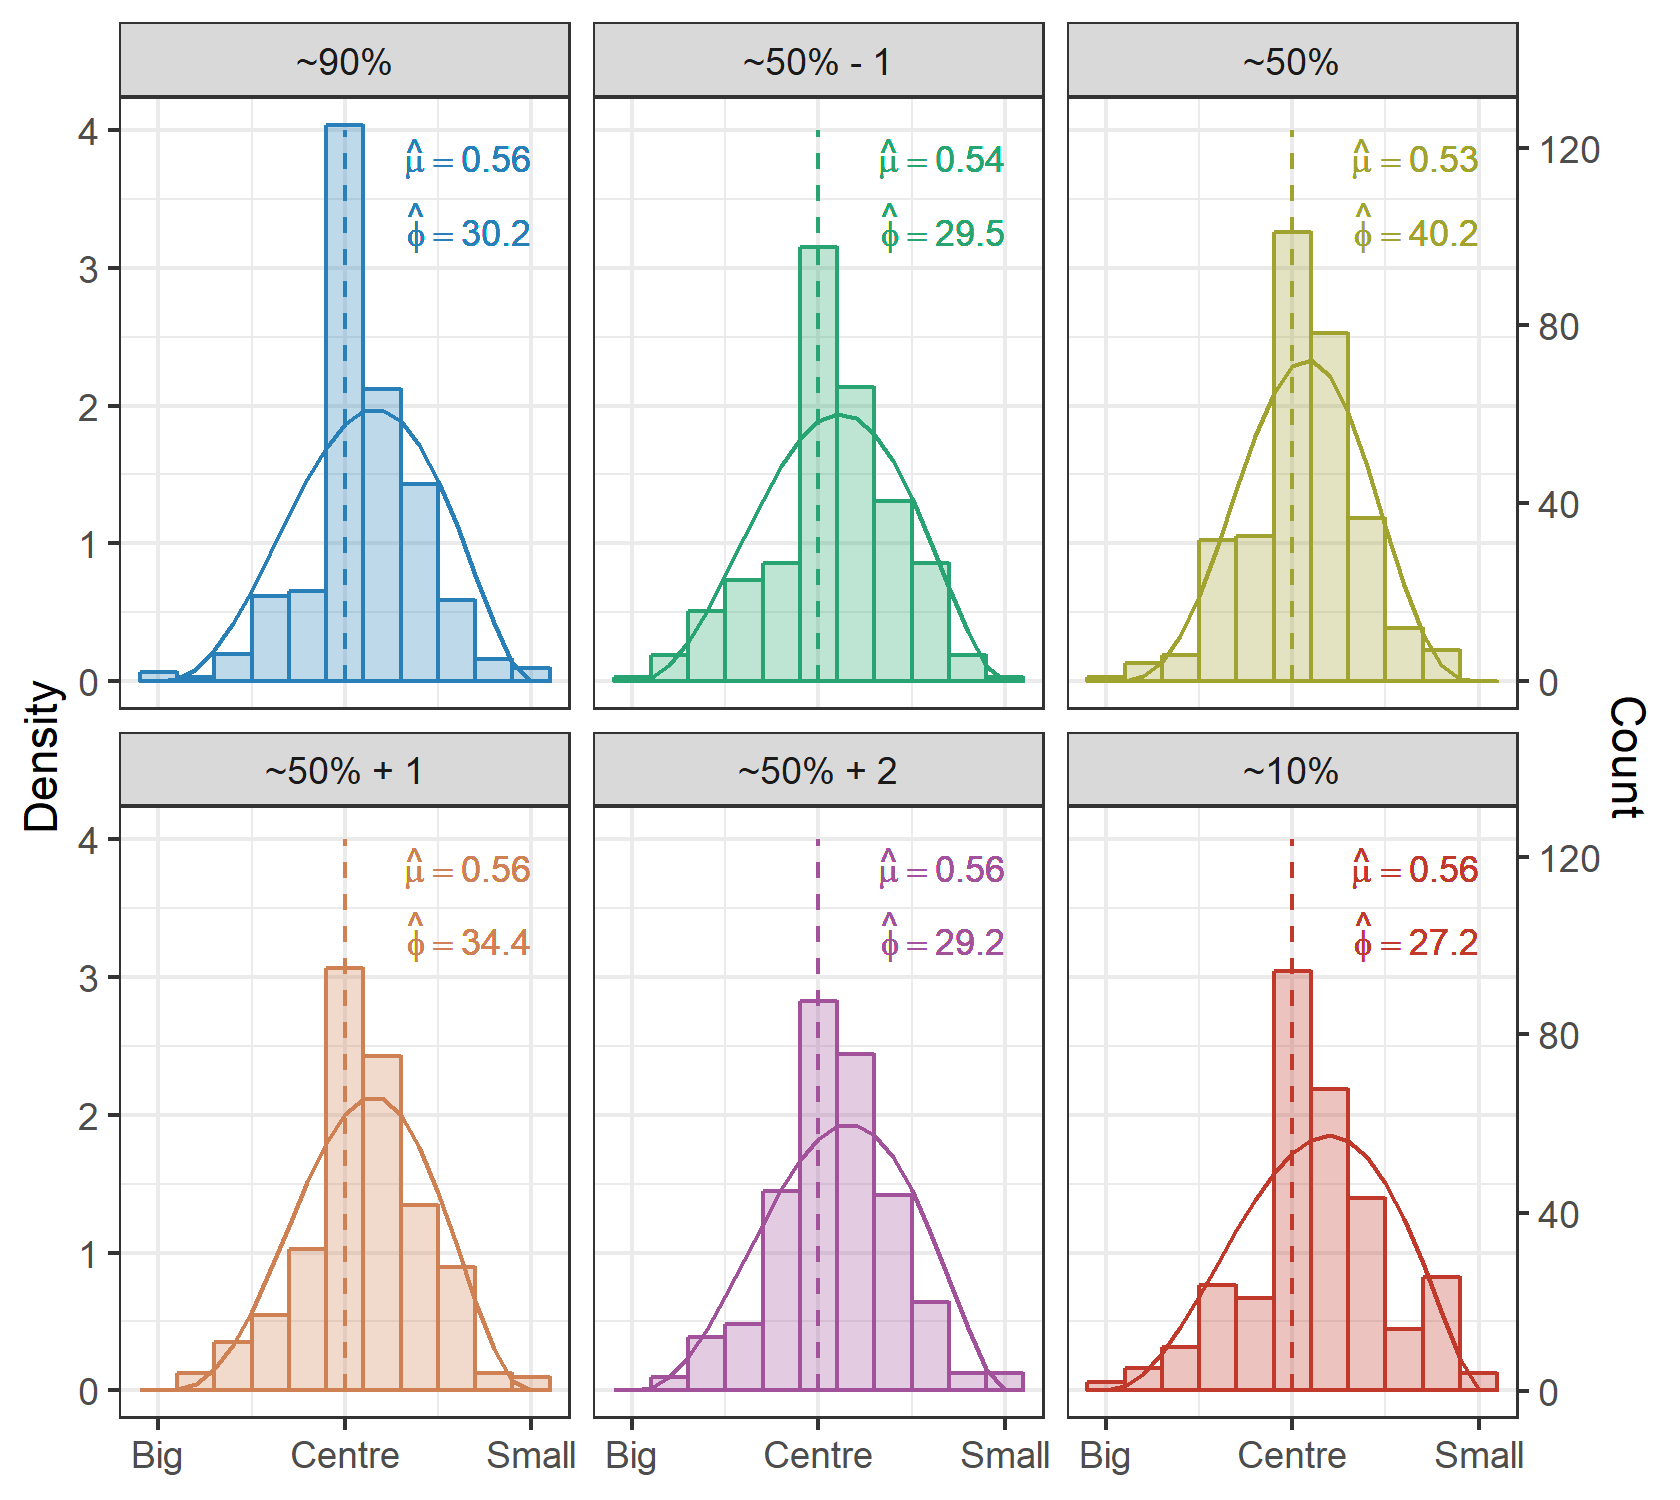 ~90%
~50% - 1
~50%
4
3
2
1
0
μ̂ = 0.56
ϕ̂ = 30.2
μ̂ = 0.54
ϕ̂ = 29.5
μ̂ = 0.53
ϕ̂ = 40.2
120
80
40
0
Density
Count
~50% + 1
~50% + 2
~10%
4
3
2
1
0
μ̂ = 0.56
ϕ̂ = 34.4
μ̂ = 0.56
ϕ̂ = 29.2
μ̂ = 0.56
ϕ̂ = 27.2
120
80
40
0
Big Centre Small
Big Centre Small
Big Centre Small